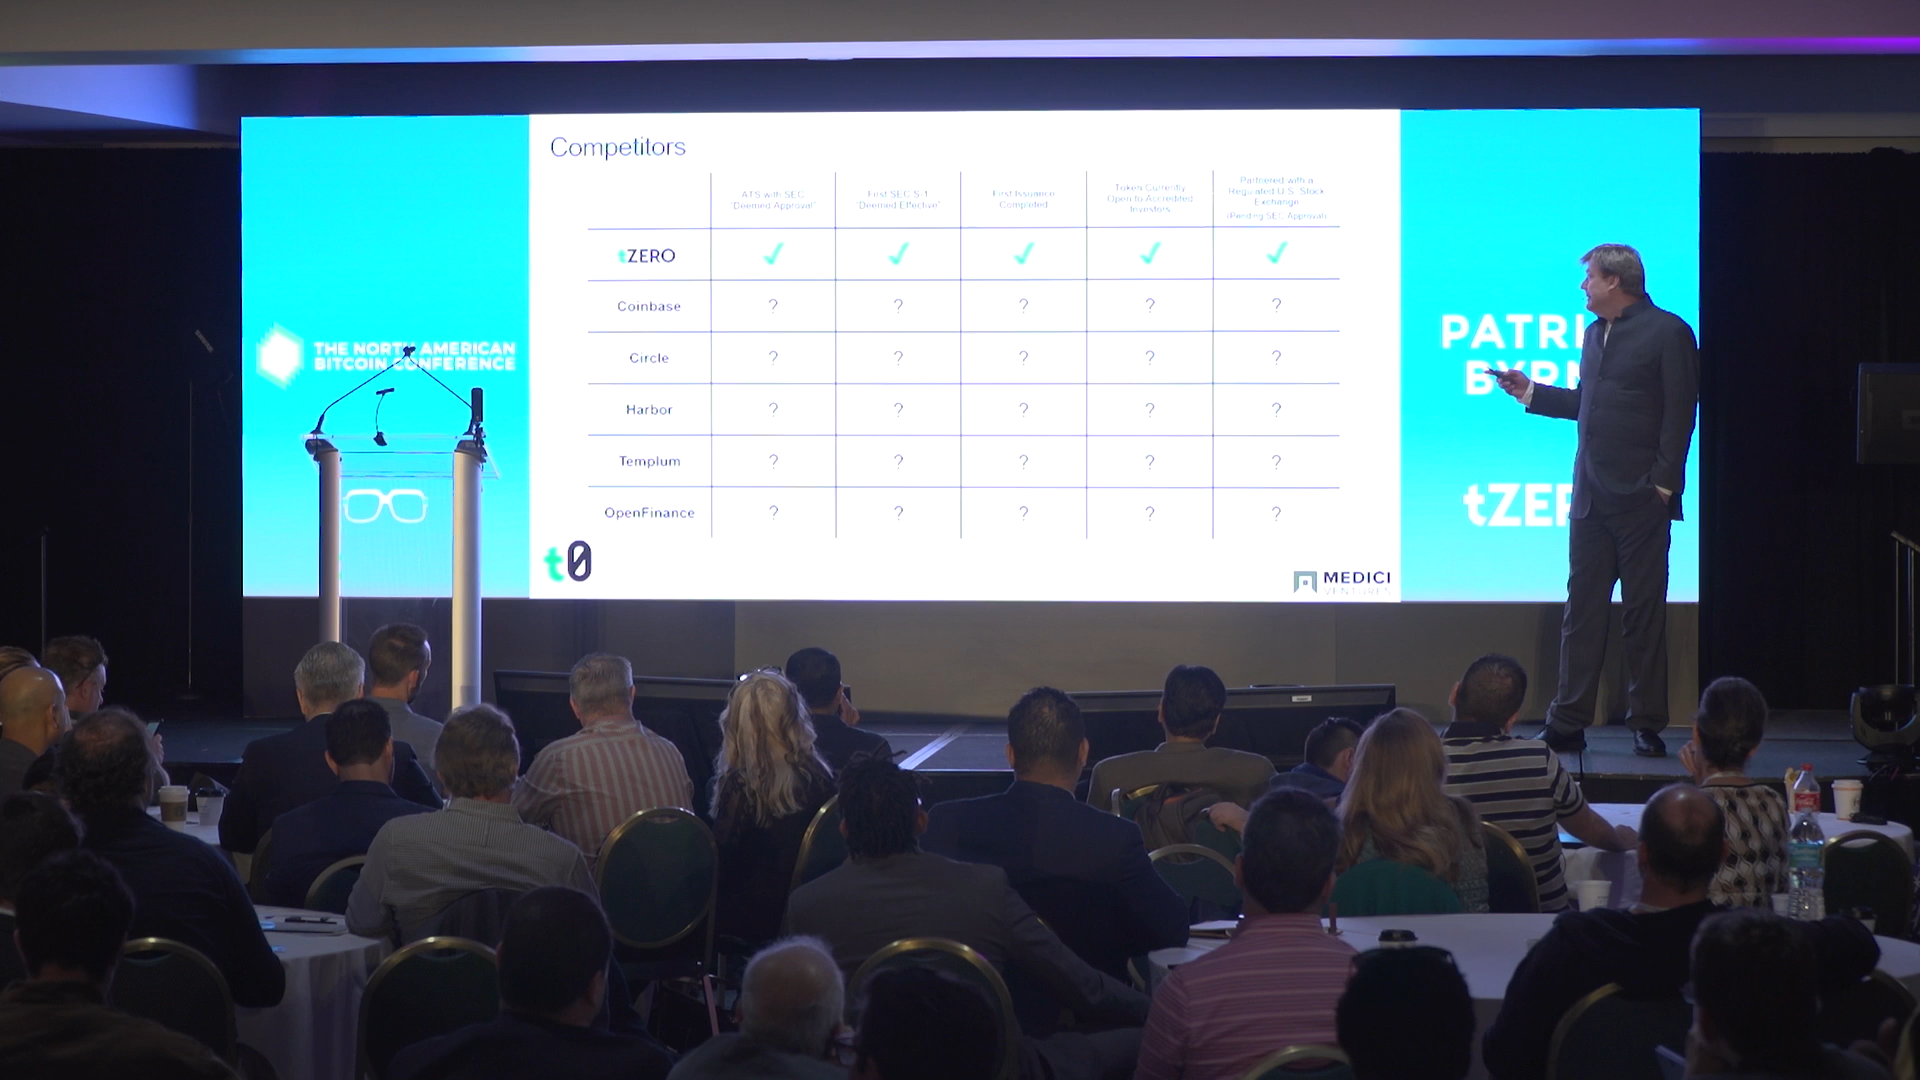 Competitors
ATS with SEC
"Deemed Approval"
First SEC S-1
"Deemed Effective"
First Issuance
Completed
Token Currently
Open to Accredited
Investors
Partnered with a
Regulated U.S. Stock
Exchange
(Pending SEC Approval)
tZERO
Coinbase ? ? ? ? ?
Circle ? ? ? ? ?
Harbor ? ? ? ? ?
Templum ? ? ? ? ?
OpenFinance ? ? ? ? ?
t0
MEDICI
VENTURES
THE NORTH AMERICAN
BITCOIN CONFERENCE
PATRI
BYRN
tZER